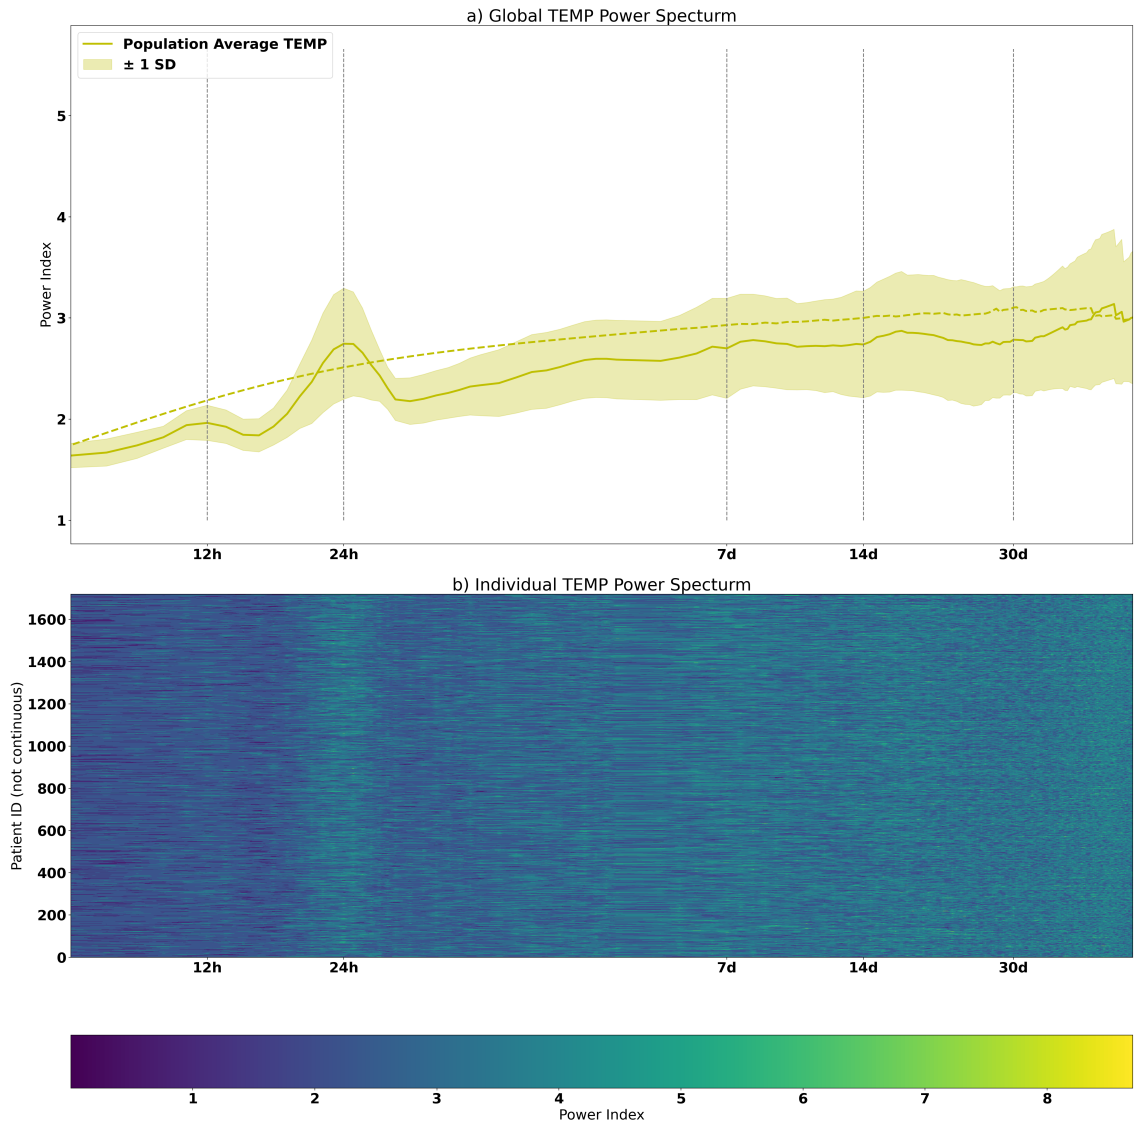 a) Global TEMP Power Specturm
Population Average TEMP
± 1 SD
Power Index
5
4
3
2
1
12h 24h 7d 14d 30d
b) Individual TEMP Power Specturm
Patient ID (not continuous)
1600
1400
1200
1000
800
600
400
200
0
12h 24h 7d 14d 30d
1 2 3 4 5 6 7 8
Power Index